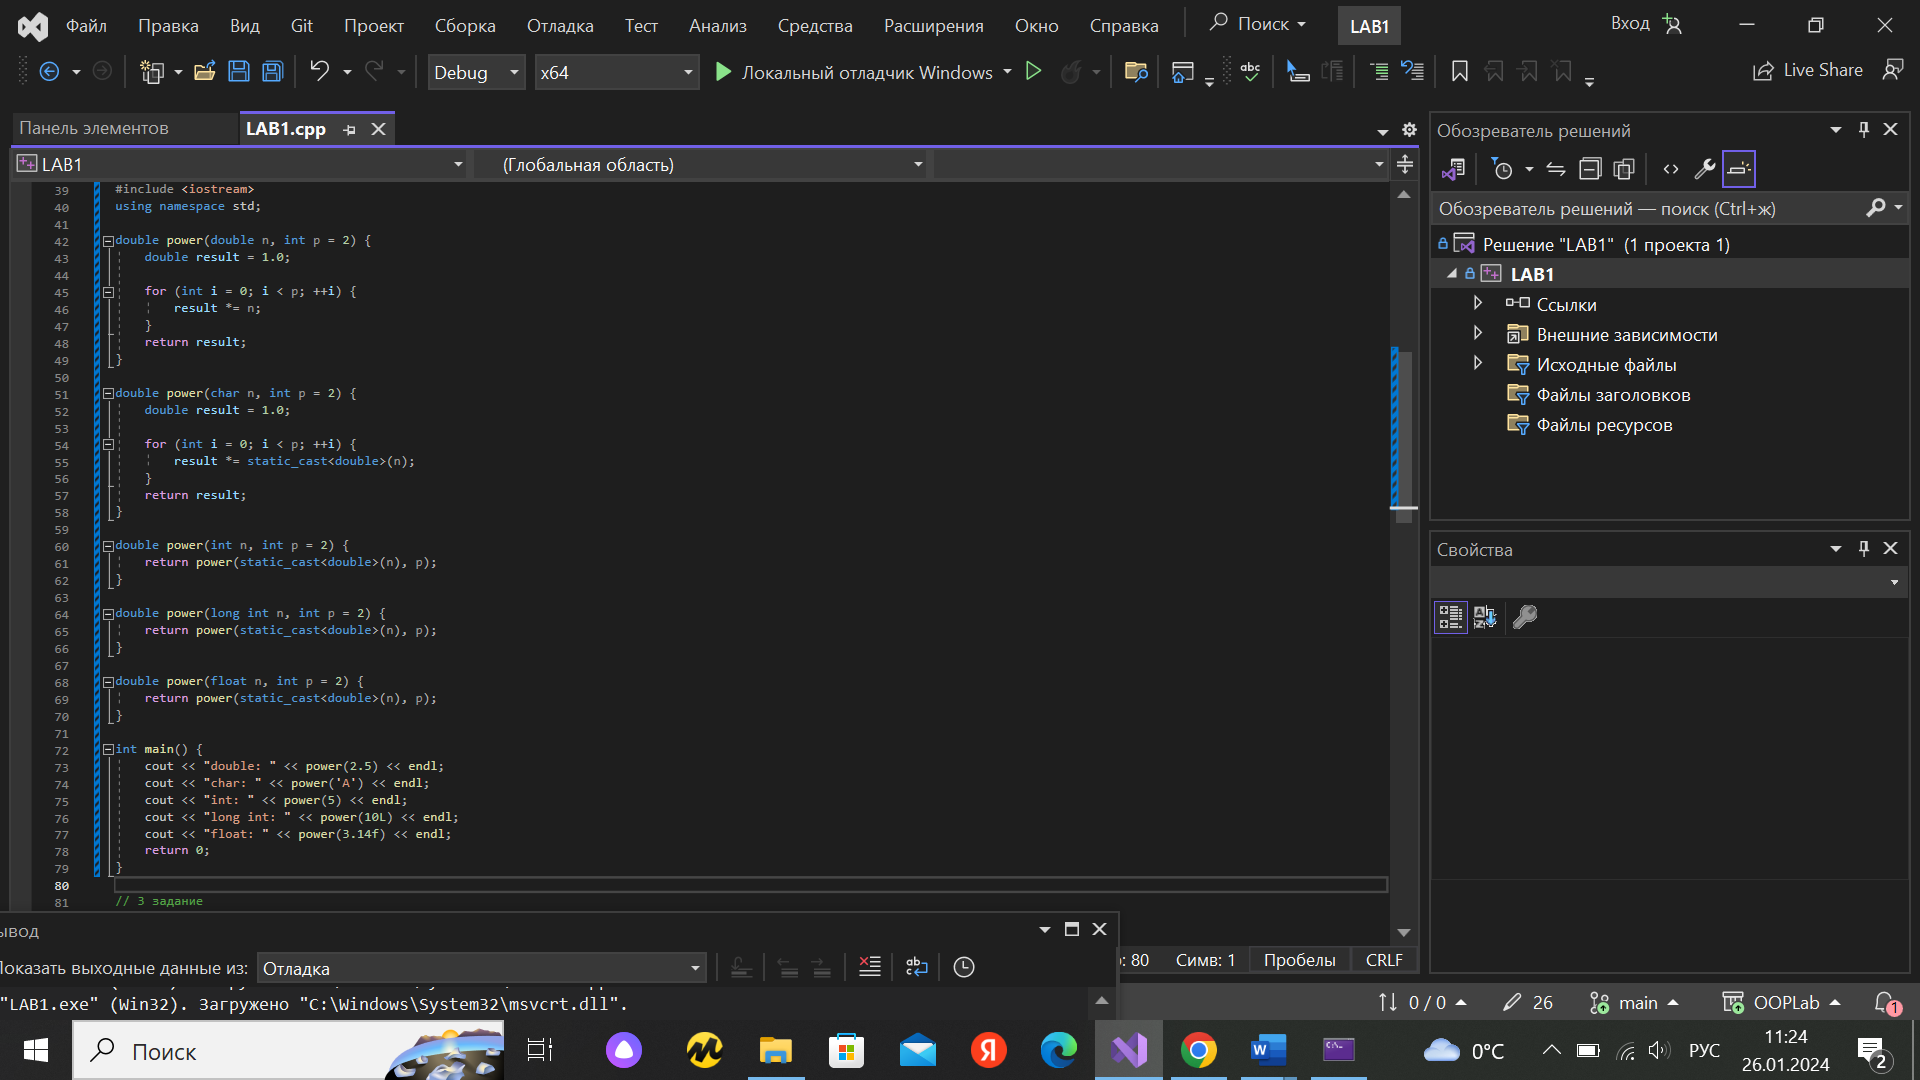 Файл Правка Вид Git Проект Сборка Отладка Тест Анализ Средства Расширения Окно Справка Поиск LAB1 Вход
Debug x64 Локальный отладчик Windows Live Share
Панель элементов LAB1.cpp
LAB1 (Глобальная область)
39 #include <iostream>
40 using namespace std;
41
42 double power(double n, int p = 2) {
43 double result = 1.0;
44
45 for (int i = 0; i < p; ++i) {
46 result *= n;
47 }
48 return result;
49 }
50
51 double power(char n, int p = 2) {
52 double result = 1.0;
53
54 for (int i = 0; i < p; ++i) {
55 result *= static_cast<double>(n);
56 }
57 return result;
58 }
59
60 double power(int n, int p = 2) {
61 return power(static_cast<double>(n), p);
62 }
63
64 double power(long int n, int p = 2) {
65 return power(static_cast<double>(n), p);
66 }
67
68 double power(float n, int p = 2) {
69 return power(static_cast<double>(n), p);
70 }
71
72 int main() {
73 cout << "double: " << power(2.5) << endl;
74 cout << "char: " << power('A') << endl;
75 cout << "int: " << power(5) << endl;
76 cout << "long int: " << power(10L) << endl;
77 cout << "float: " << power(3.14f) << endl;
78 return 0;
79 }
80
81 // 3 задание
Обозреватель решений
Обозреватель решений — поиск (Ctrl+ж)
Решение "LAB1" (1 проекта 1)
LAB1
Ссылки
Внешние зависимости
Исходные файлы
Файлы заголовков
Файлы ресурсов
Свойства
: 80 Симв: 1 Пробелы CRLF
ывод
Показать выходные данные из: Отладка
"LAB1.exe" (Win32). Загружено "C:\Windows\System32\msvcrt.dll".
0 / 0 26 main OOPLab 1
Поиск
0°C РУС
11:24
26.01.2024
2